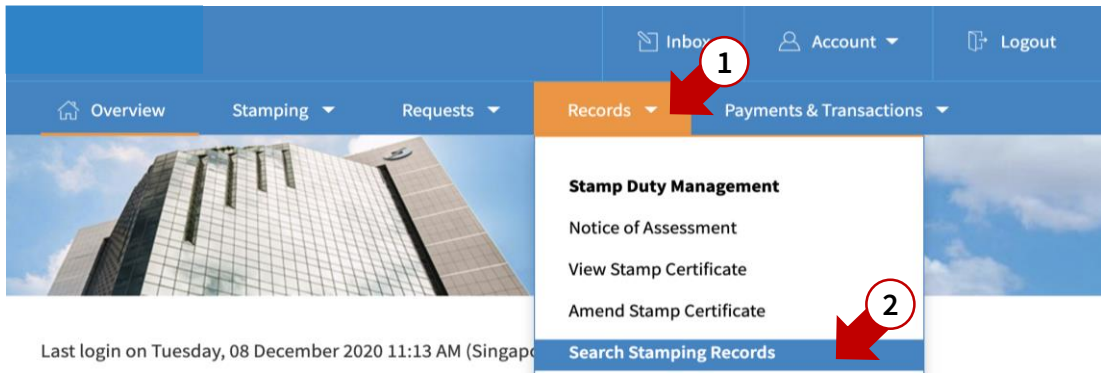 Inbox Account Logout
1
Overview Stamping Requests Records Payments & Transactions
Stamp Duty Management
Notice of Assessment
View Stamp Certificate
Amend Stamp Certificate
2
Last login on Tuesday, 08 December 2020 11:13 AM (Singapo
Search Stamping Records